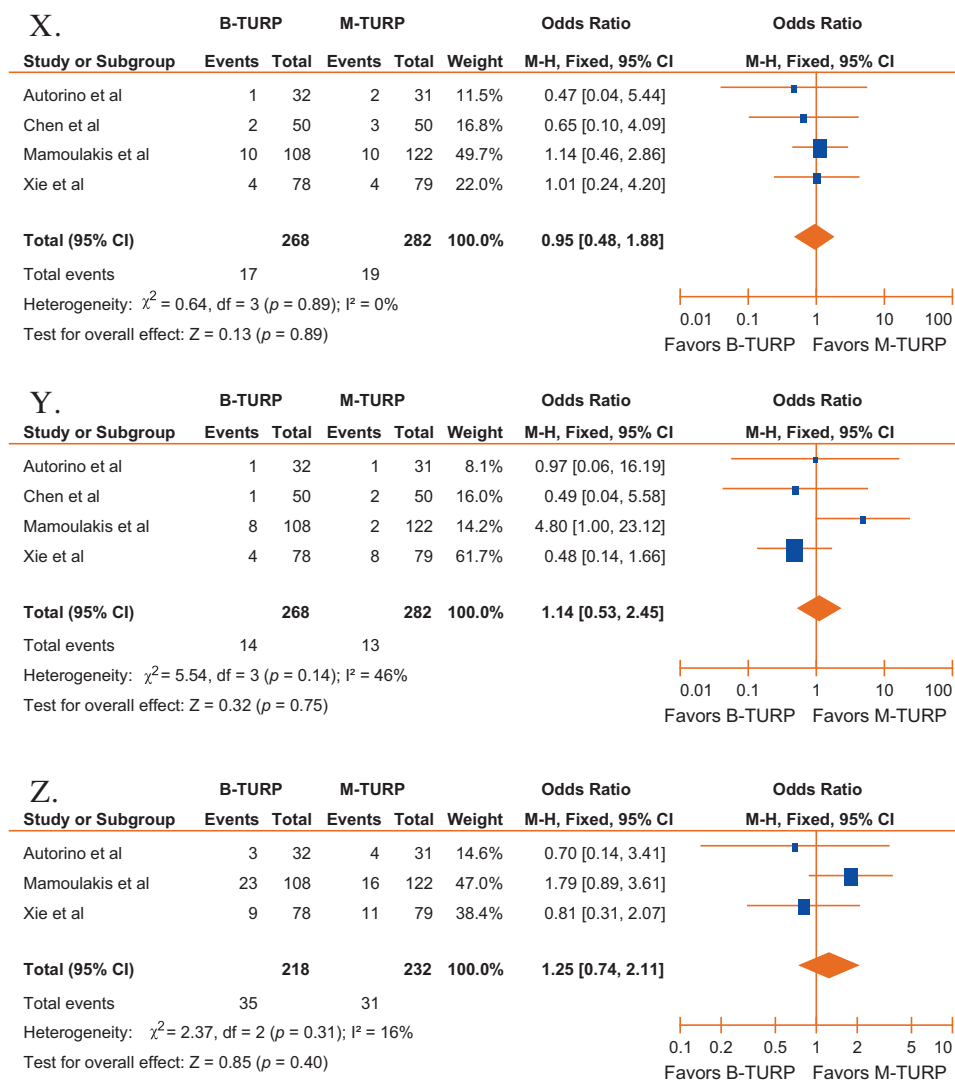 X.
B-TURP M-TURP Odds Ratio Odds Ratio
Study or Subgroup Events Total Events Total Weight M-H, Fixed, 95% CI M-H, Fixed, 95% CI
Autorino et al 1 32 2 31 11.5% 0.47 [0.04, 5.44]
Chen et al 2 50 3 50 16.8% 0.65 [0.10, 4.09]
Mamoulakis et al 10 108 10 122 49.7% 1.14 [0.46, 2.86]
Xie et al 4 78 4 79 22.0% 1.01 [0.24, 4.20]
Total (95% CI) 268 282 100.0% 0.95 [0.48, 1.88]
Total events 17 19
Heterogeneity: χ² = 0.64, df = 3 (p = 0.89); I² = 0%
Test for overall effect: Z = 0.13 (p = 0.89)
0.01 0.1 1 10 100
Favors B-TURP Favors M-TURP
Y.
B-TURP M-TURP Odds Ratio Odds Ratio
Study or Subgroup Events Total Events Total Weight M-H, Fixed, 95% CI M-H, Fixed, 95% CI
Autorino et al 1 32 1 31 8.1% 0.97 [0.06, 16.19]
Chen et al 1 50 2 50 16.0% 0.49 [0.04, 5.58]
Mamoulakis et al 8 108 2 122 14.2% 4.80 [1.00, 23.12]
Xie et al 4 78 8 79 61.7% 0.48 [0.14, 1.66]
Total (95% CI) 268 282 100.0% 1.14 [0.53, 2.45]
Total events 14 13
Heterogeneity: χ² = 5.54, df = 3 (p = 0.14); I² = 46%
Test for overall effect: Z = 0.32 (p = 0.75)
0.01 0.1 1 10 100
Favors B-TURP Favors M-TURP
Z.
B-TURP M-TURP Odds Ratio Odds Ratio
Study or Subgroup Events Total Events Total Weight M-H, Fixed, 95% CI M-H, Fixed, 95% CI
Autorino et al 3 32 4 31 14.6% 0.70 [0.14, 3.41]
Mamoulakis et al 23 108 16 122 47.0% 1.79 [0.89, 3.61]
Xie et al 9 78 11 79 38.4% 0.81 [0.31, 2.07]
Total (95% CI) 218 232 100.0% 1.25 [0.74, 2.11]
Total events 35 31
Heterogeneity: χ² = 2.37, df = 2 (p = 0.31); I² = 16%
Test for overall effect: Z = 0.85 (p = 0.40)
0.1 0.2 0.5 1 2 5 10
Favors B-TURP Favors M-TURP